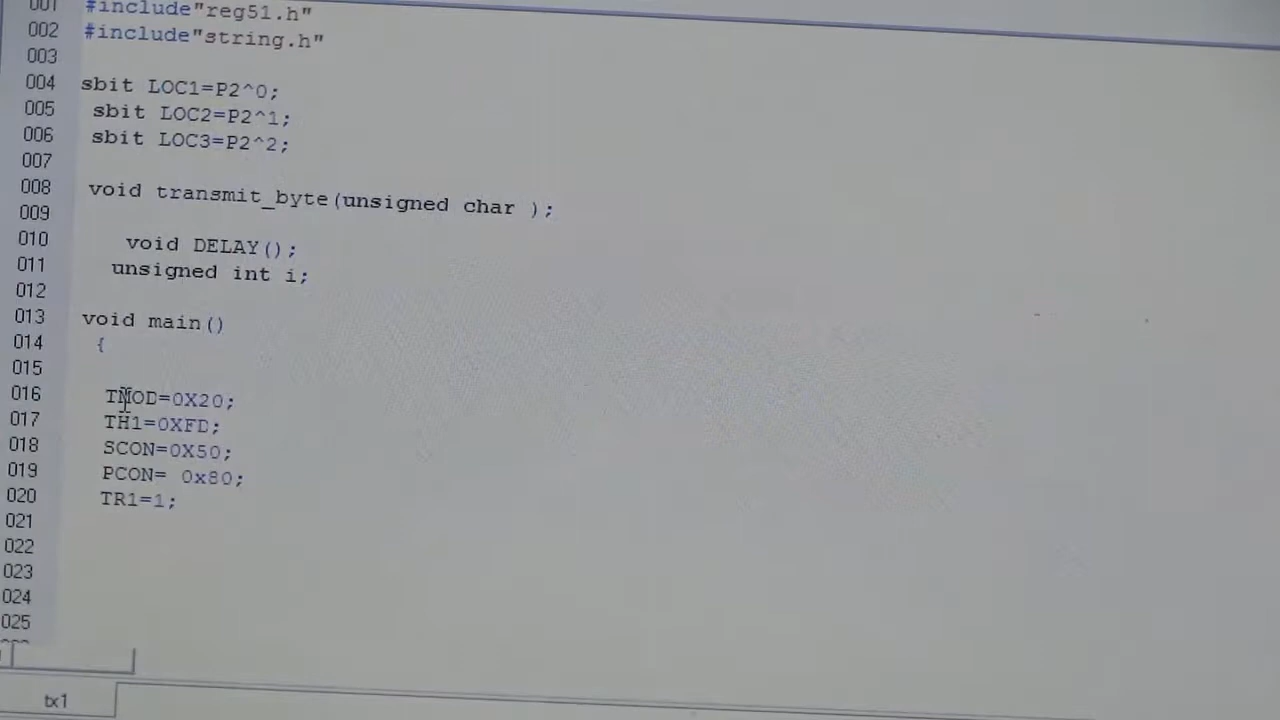 001 #include"reg51.h"
002 #include"string.h"
003
004 sbit LOC1=P2^0;
005 sbit LOC2=P2^1;
006 sbit LOC3=P2^2;
007
008 void transmit_byte(unsigned char );
009
010 void DELAY();
011 unsigned int i;
012
013 void main()
014 {
015
016 TMOD=0X20;
017 TH1=0XFD;
018 SCON=0X50;
019 PCON= 0x80;
020 TR1=1;
021
022
023
024
025
tx1